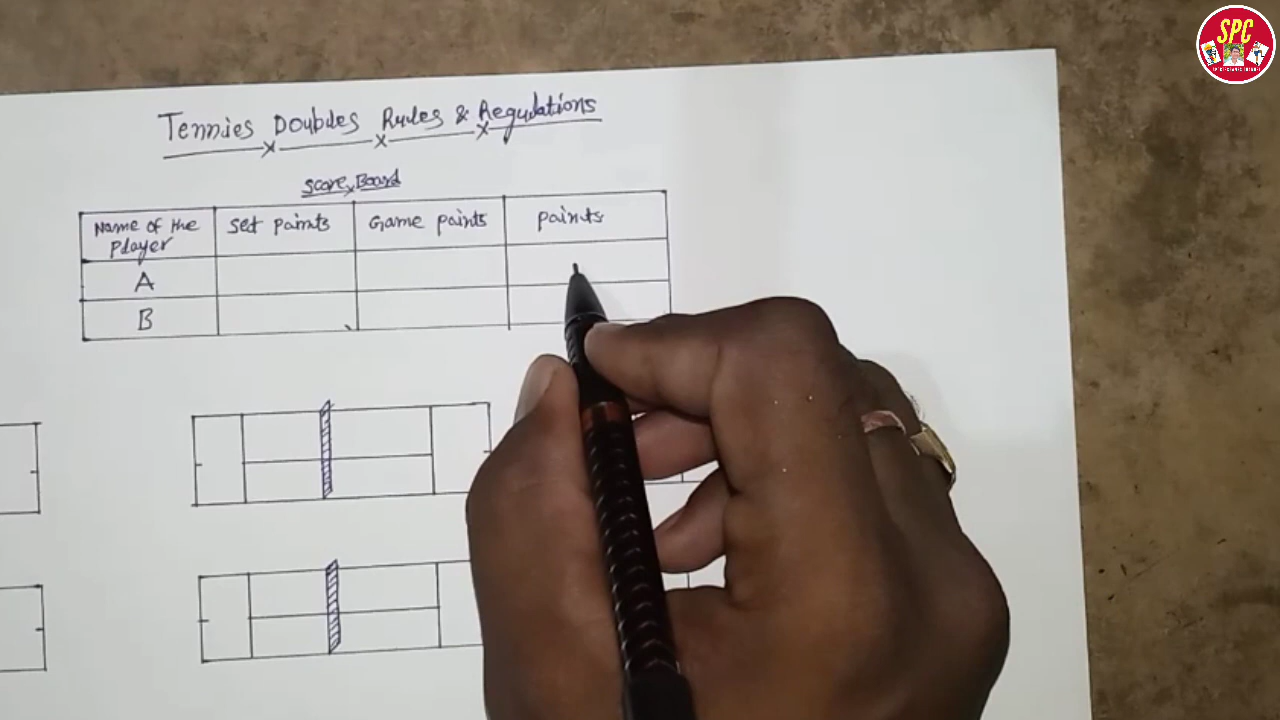 SPC
Tennies Doubles Rules & Regulations
Score Board
Name of the Player
Set points
Game points
points
A
B